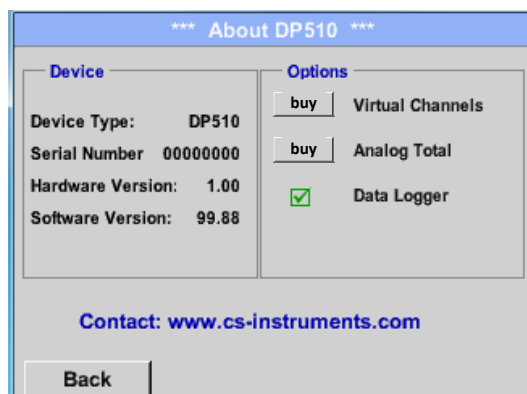 *** About DP510 ***
Device
Device Type: DP510
Serial Number 00000000
Hardware Version: 1.00
Software Version: 99.88
Options
buy Virtual Channels
buy Analog Total
Data Logger
Contact: www.cs-instruments.com
Back